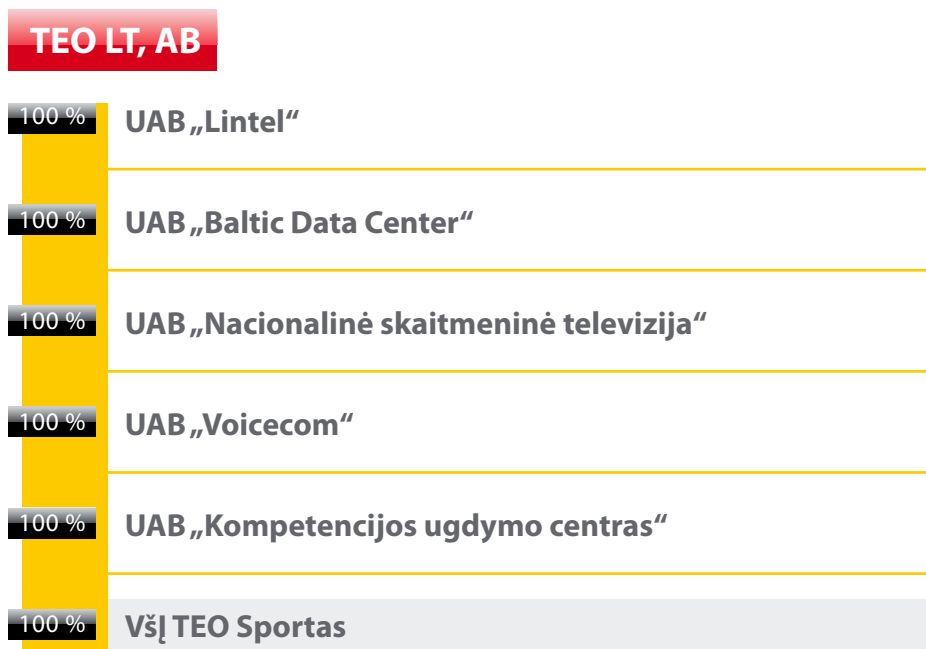 TEO LT, AB
100 % UAB „Lintel“
100 % UAB „Baltic Data Center“
100 % UAB „Nacionalinė skaitmeninė televizija“
100 % UAB „Voicecom“
100 % UAB „Kompetencijos ugdymo centras“
100 % VšĮ TEO Sportas